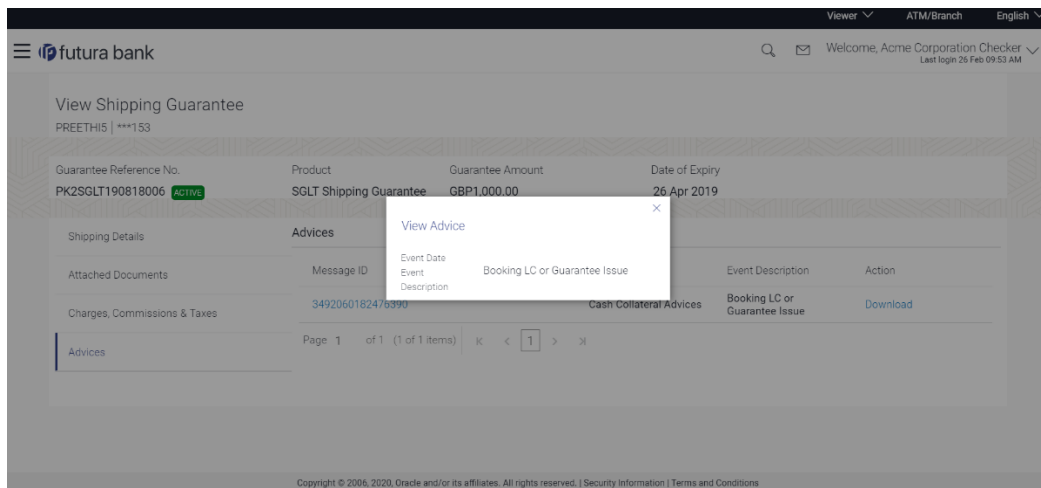 Viewer ATM/Branch English
futura bank Welcome, Acme Corporation Checker
Last login 26 Feb 09:53 AM
View Shipping Guarantee
PREETHI5 | ***153
Guarantee Reference No. Product Guarantee Amount Date of Expiry
PK2SGLT190818006 ACTIVE SGLT Shipping Guarantee GBP1,000.00 26 Apr 2019
Shipping Details
Attached Documents
Charges, Commissions & Taxes
Advices
Advices
View Advice
Event Date
Event Booking LC or Guarantee Issue
Description
Message ID Event Description Action
3492060182476390 Cash Collateral Advices Booking LC or Download
Guarantee Issue
Page 1 of 1 (1 of 1 items) 1
Copyright © 2006, 2020, Oracle and/or its affiliates. All rights reserved. | Security Information | Terms and Conditions